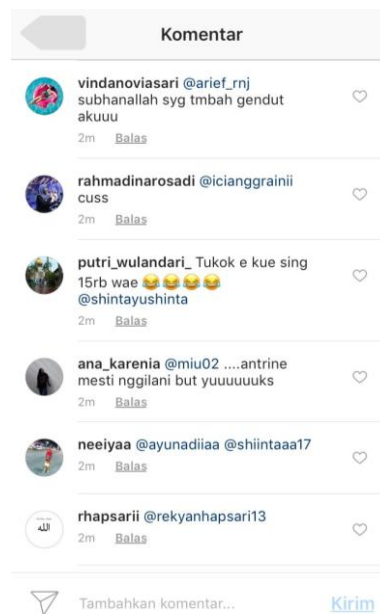 Komentar
vindanoviasari @arief_rnj
subhanallah syg tmbah gendut
akuuu
2m Balas
rahmadinarosadi @icianggrainii
cuss
2m Balas
putri_wulandari_ Tukok e kue sing
15rb wae 😂😂😂😂
@shintayushinta
2m Balas
ana_karenia @miu02 ....antrine
mesti nggilani but yuuuuuuks
2m Balas
neeiyaa @ayunadiiaa @shiintaaa17
2m Balas
rhapsarii @rekyanhapsari13
2m Balas
الله
Tambahkan komentar... Kirim